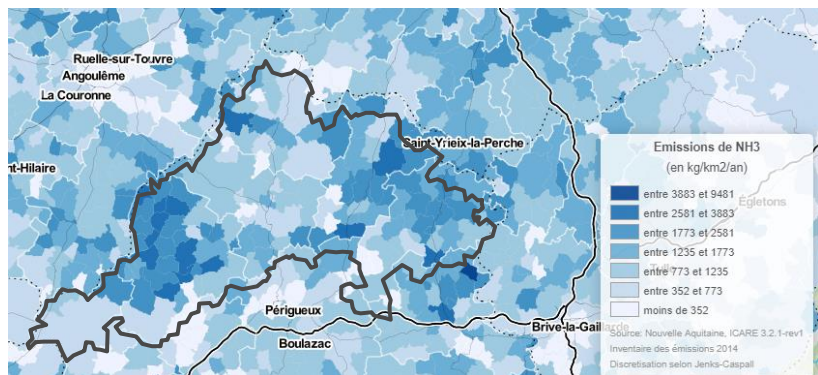 Ruelle-sur-Touvre
Angoulême
La Couronne
Saint-Yrieix-la-Perche
nt-Hilaire
Périgueux
Boulazac
Brive-la-Gaillarde
Égletons
Emissions de NH3
(en kg/km2/an)
entre 3883 et 9481
entre 2581 et 3883
entre 1773 et 2581
entre 1235 et 1773
entre 773 et 1235
entre 352 et 773
moins de 352
Source: Nouvelle Aquitaine, ICARE 3.2.1-rev1
Inventaire des émissions 2014
Discretisation selon Jenks-Caspall